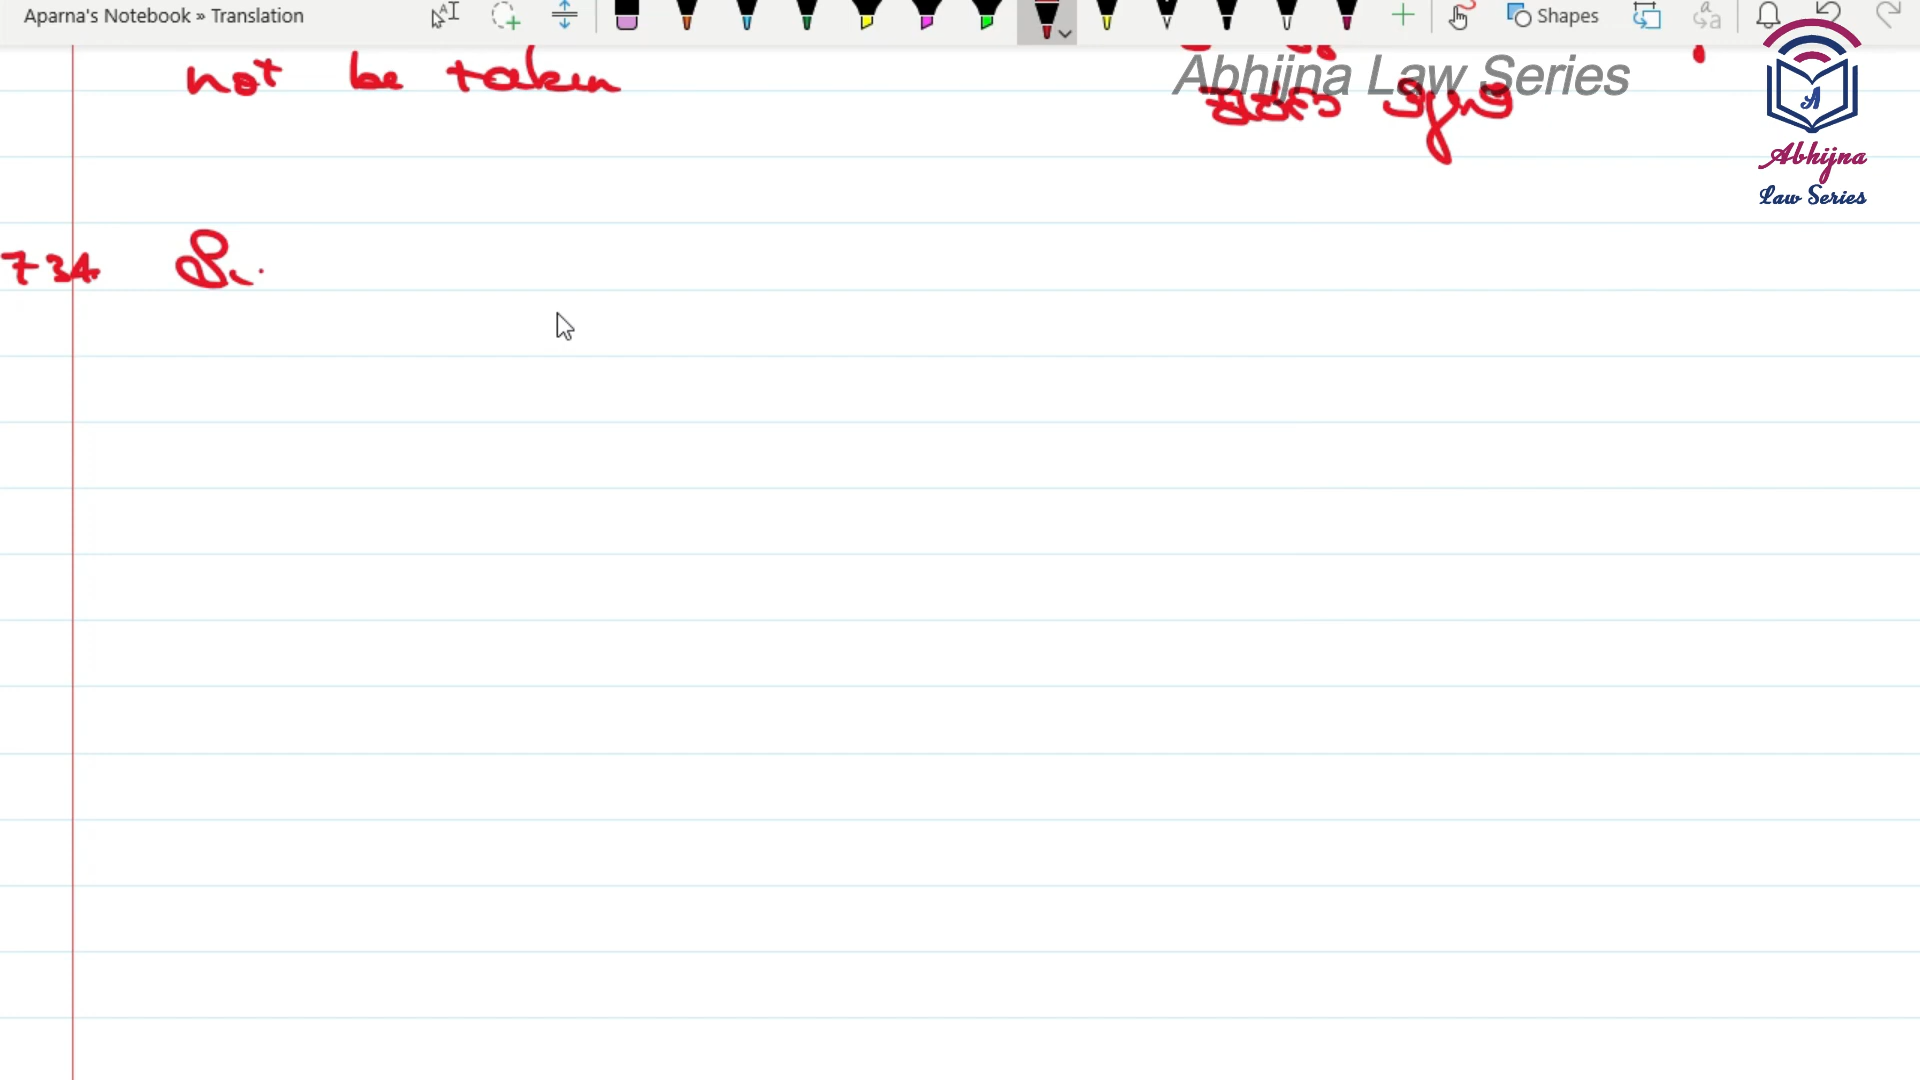 Aparna's Notebook » Translation
Shapes
not be taken
Abhijna Law Series
Abhijna
Law Series
734.